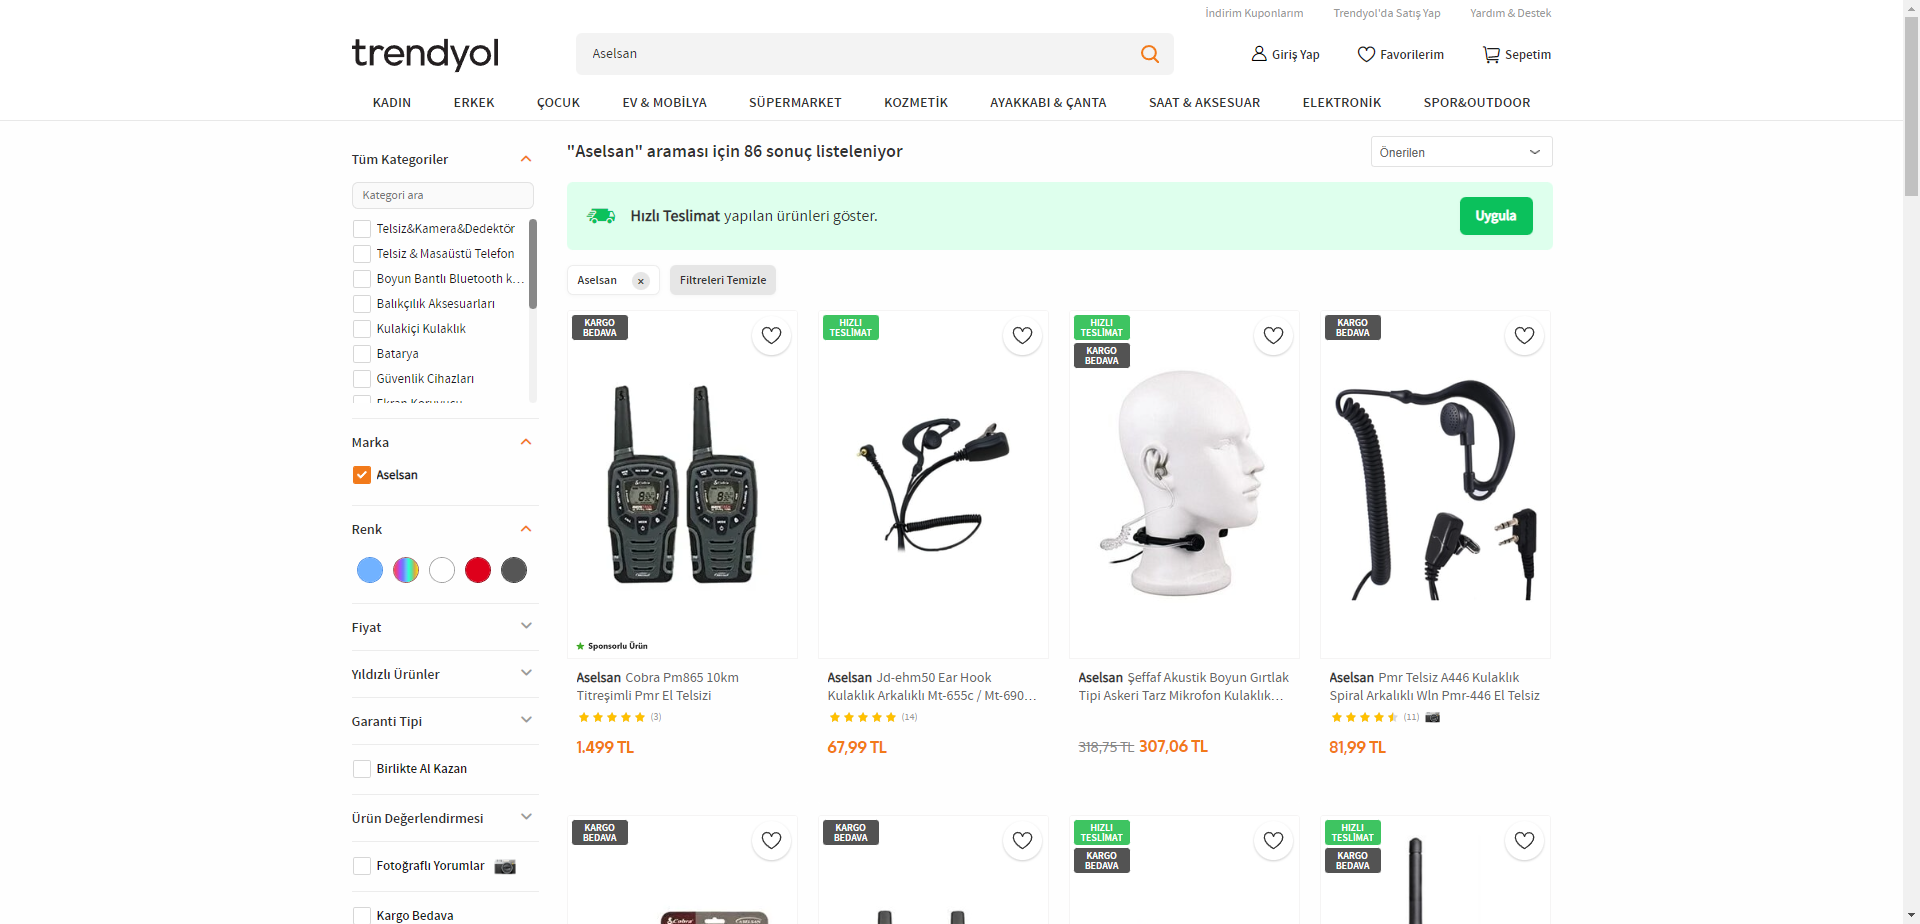 İndirim Kuponlarım
Trendyol'da Satış Yap
Yardım & Destek
trendyol
Aselsan
Giriş Yap
Favorilerim
Sepetim
KADIN
ERKEK
ÇOCUK
EV & MOBİLYA
SÜPERMARKET
KOZMETİK
AYAKKABI & ÇANTA
SAAT & AKSESUAR
ELEKTRONİK
SPOR&OUTDOOR
Tüm Kategoriler
Kategori ara
Telsiz&Kamera&Dedektör
Telsiz & Masaüstü Telefon
Boyun Bantlı Bluetooth k...
Balıkçılık Aksesuarları
Kulakiçi Kulaklık
Batarya
Güvenlik Cihazları
Ekran Koruyucu
Marka
Aselsan
Renk
Fiyat
Yıldızlı Ürünler
Garanti Tipi
Birlikte Al Kazan
Ürün Değerlendirmesi
Fotoğraflı Yorumlar
Kargo Bedava
"Aselsan" araması için 86 sonuç listeleniyor
Önerilen
Hızlı Teslimat yapılan ürünleri göster.
Uygula
Aselsan
Filtreleri Temizle
KARGO
BEDAVA
Sponsorlu Ürün
Aselsan Cobra Pm865 10km
Titreşimli Pmr El Telsizi
(3)
1.499 TL
HIZLI
TESLİMAT
Aselsan Jd-ehm50 Ear Hook
Kulaklık Arkalıklı Mt-655c / Mt-690...
(14)
67,99 TL
HIZLI
TESLİMAT
KARGO
BEDAVA
Aselsan Şeffaf Akustik Boyun Gırtlak
Tipi Askeri Tarz Mikrofon Kulaklık...
318,75 TL 307,06 TL
KARGO
BEDAVA
Aselsan Pmr Telsiz A446 Kulaklık
Spiral Arkalıklı Wln Pmr-446 El Telsiz
(11)
81,99 TL
KARGO
BEDAVA
Cobra
KARGO
BEDAVA
HIZLI
TESLİMAT
KARGO
BEDAVA
HIZLI
TESLİMAT
KARGO
BEDAVA